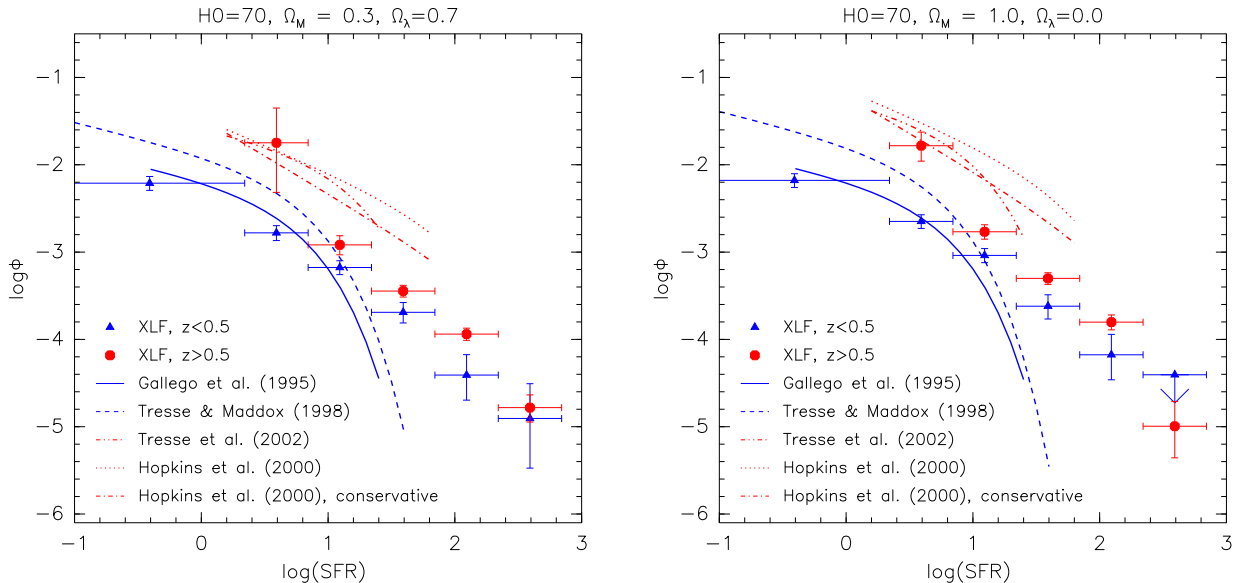 H0=70, Ω_M = 0.3, Ω_λ=0.7
−1
−2
−3
−4
−5
−6
logϕ
XLF, z<0.5
XLF, z>0.5
Gallego et al. (1995)
Tresse & Maddox (1998)
Tresse et al. (2002)
Hopkins et al. (2000)
Hopkins et al. (2000), conservative
−1 0 1 2 3
log(SFR)
H0=70, Ω_M = 1.0, Ω_λ=0.0
−1
−2
−3
−4
−5
−6
logϕ
XLF, z<0.5
XLF, z>0.5
Gallego et al. (1995)
Tresse & Maddox (1998)
Tresse et al. (2002)
Hopkins et al. (2000)
Hopkins et al. (2000), conservative
−1 0 1 2 3
log(SFR)